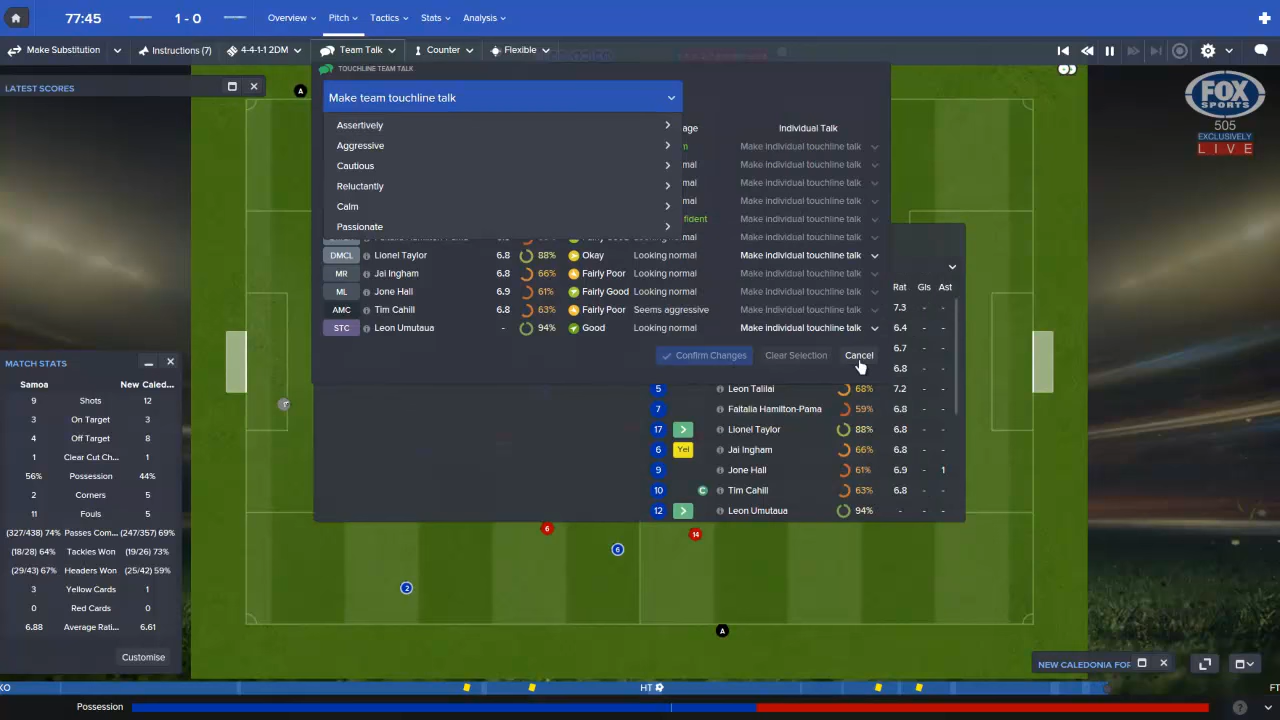 77:45 1 - 0 Overview Pitch Tactics Stats Analysis
Make Substitution Instructions (7) 4-4-1-1 2DM Team Talk Counter Flexible
TOUCHLINE TEAM TALK
LATEST SCORES
Make team touchline talk
FOX
SPORTS
505
EXCLUSIVELY
LIVE
Assertively
Aggressive
Cautious
Reluctantly
Calm
Passionate
age Individual Talk
m Make individual touchline talk
mal Make individual touchline talk
mal Make individual touchline talk
mal Make individual touchline talk
fident Make individual touchline talk
mal Make individual touchline talk
DMCL Lionel Taylor 6.8 88% Okay Looking normal Make individual touchline talk
MR Jai Ingham 6.8 66% Fairly Poor Looking normal Make individual touchline talk
ML Jone Hall 6.9 61% Fairly Good Looking normal Make individual touchline talk
AMC Tim Cahill 6.8 63% Fairly Poor Seems aggressive Make individual touchline talk
STC Leon Umutaua - 94% Good Looking normal Make individual touchline talk
Confirm Changes Clear Selection Cancel
Rat Gls Ast
7.3 - -
6.4 - -
6.7 - -
6.8 - -
5 Leon Talilai 68% 7.2 - -
7 Faitalia Hamilton-Pama 59% 6.8 - -
17 Lionel Taylor 88% 6.8 - -
6 Yel Jai Ingham 66% 6.8 - -
9 Jone Hall 61% 6.9 - 1
10 C Tim Cahill 63% 6.8 - -
12 Leon Umutaua 94% - - -
MATCH STATS
Samoa New Caled...
9 Shots 12
3 On Target 3
4 Off Target 8
1 Clear Cut Ch... 1
56% Possession 44%
2 Corners 5
11 Fouls 5
(327/438) 74% Passes Com... (247/357) 69%
(18/28) 64% Tackles Won (19/26) 73%
(29/43) 67% Headers Won (25/42) 59%
3 Yellow Cards 1
0 Red Cards 0
6.88 Average Rati... 6.61
Customise
A
6
14
6
2
A
NEW CALEDONIA FOR
KO HT FT
Possession